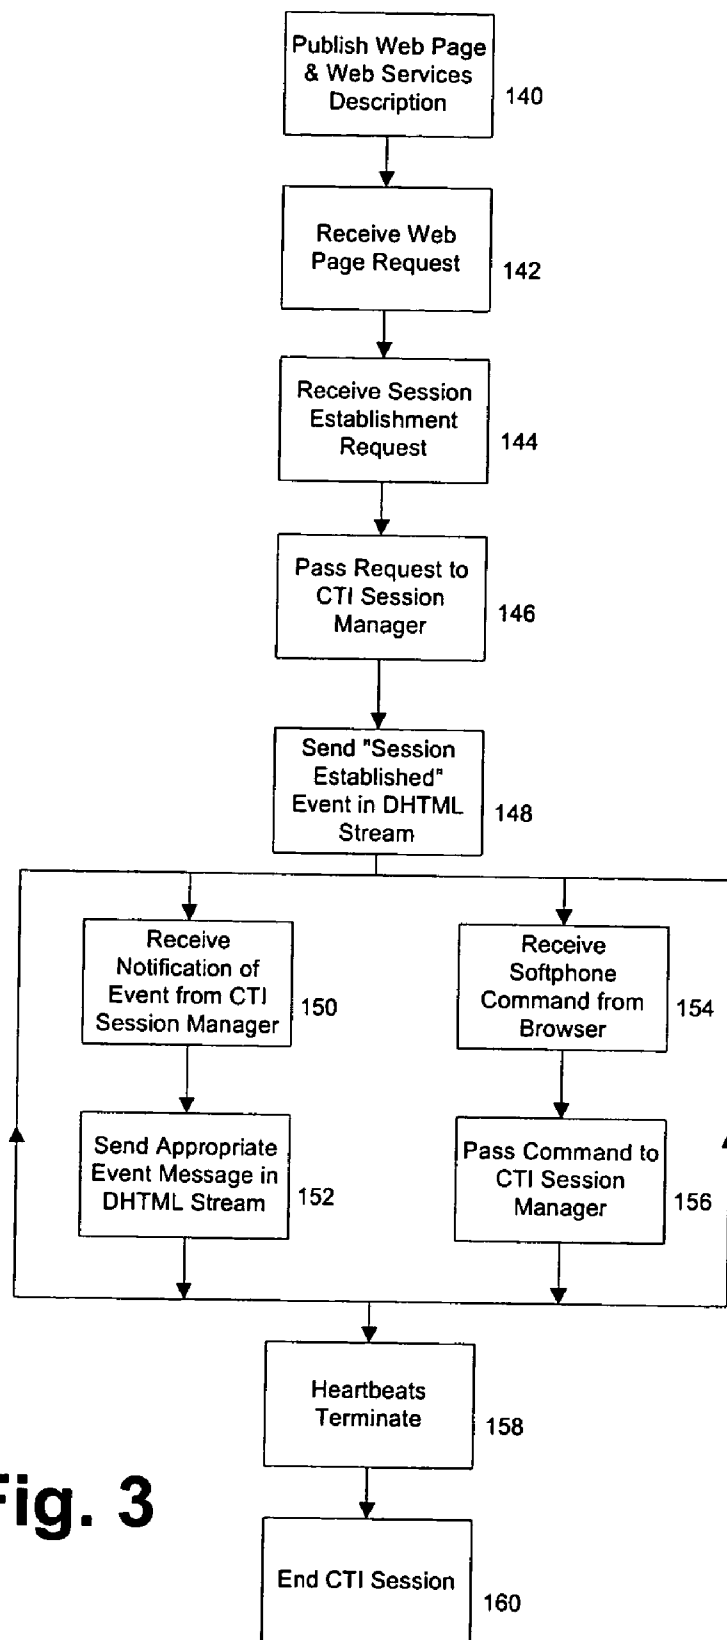 Publish Web Page
& Web Services
Description
140
Receive Web
Page Request
142
Receive Session
Establishment
Request
144
Pass Request to
CTI Session
Manager
146
Send "Session
Established"
Event in DHTML
Stream
148
Receive
Notification of
Event from CTI
Session Manager
150
Receive
Softphone
Command from
Browser
154
Send Appropriate
Event Message in
DHTML Stream
152
Pass Command to
CTI Session
Manager
156
Heartbeats
Terminate
158
Fig. 3
End CTI Session
160